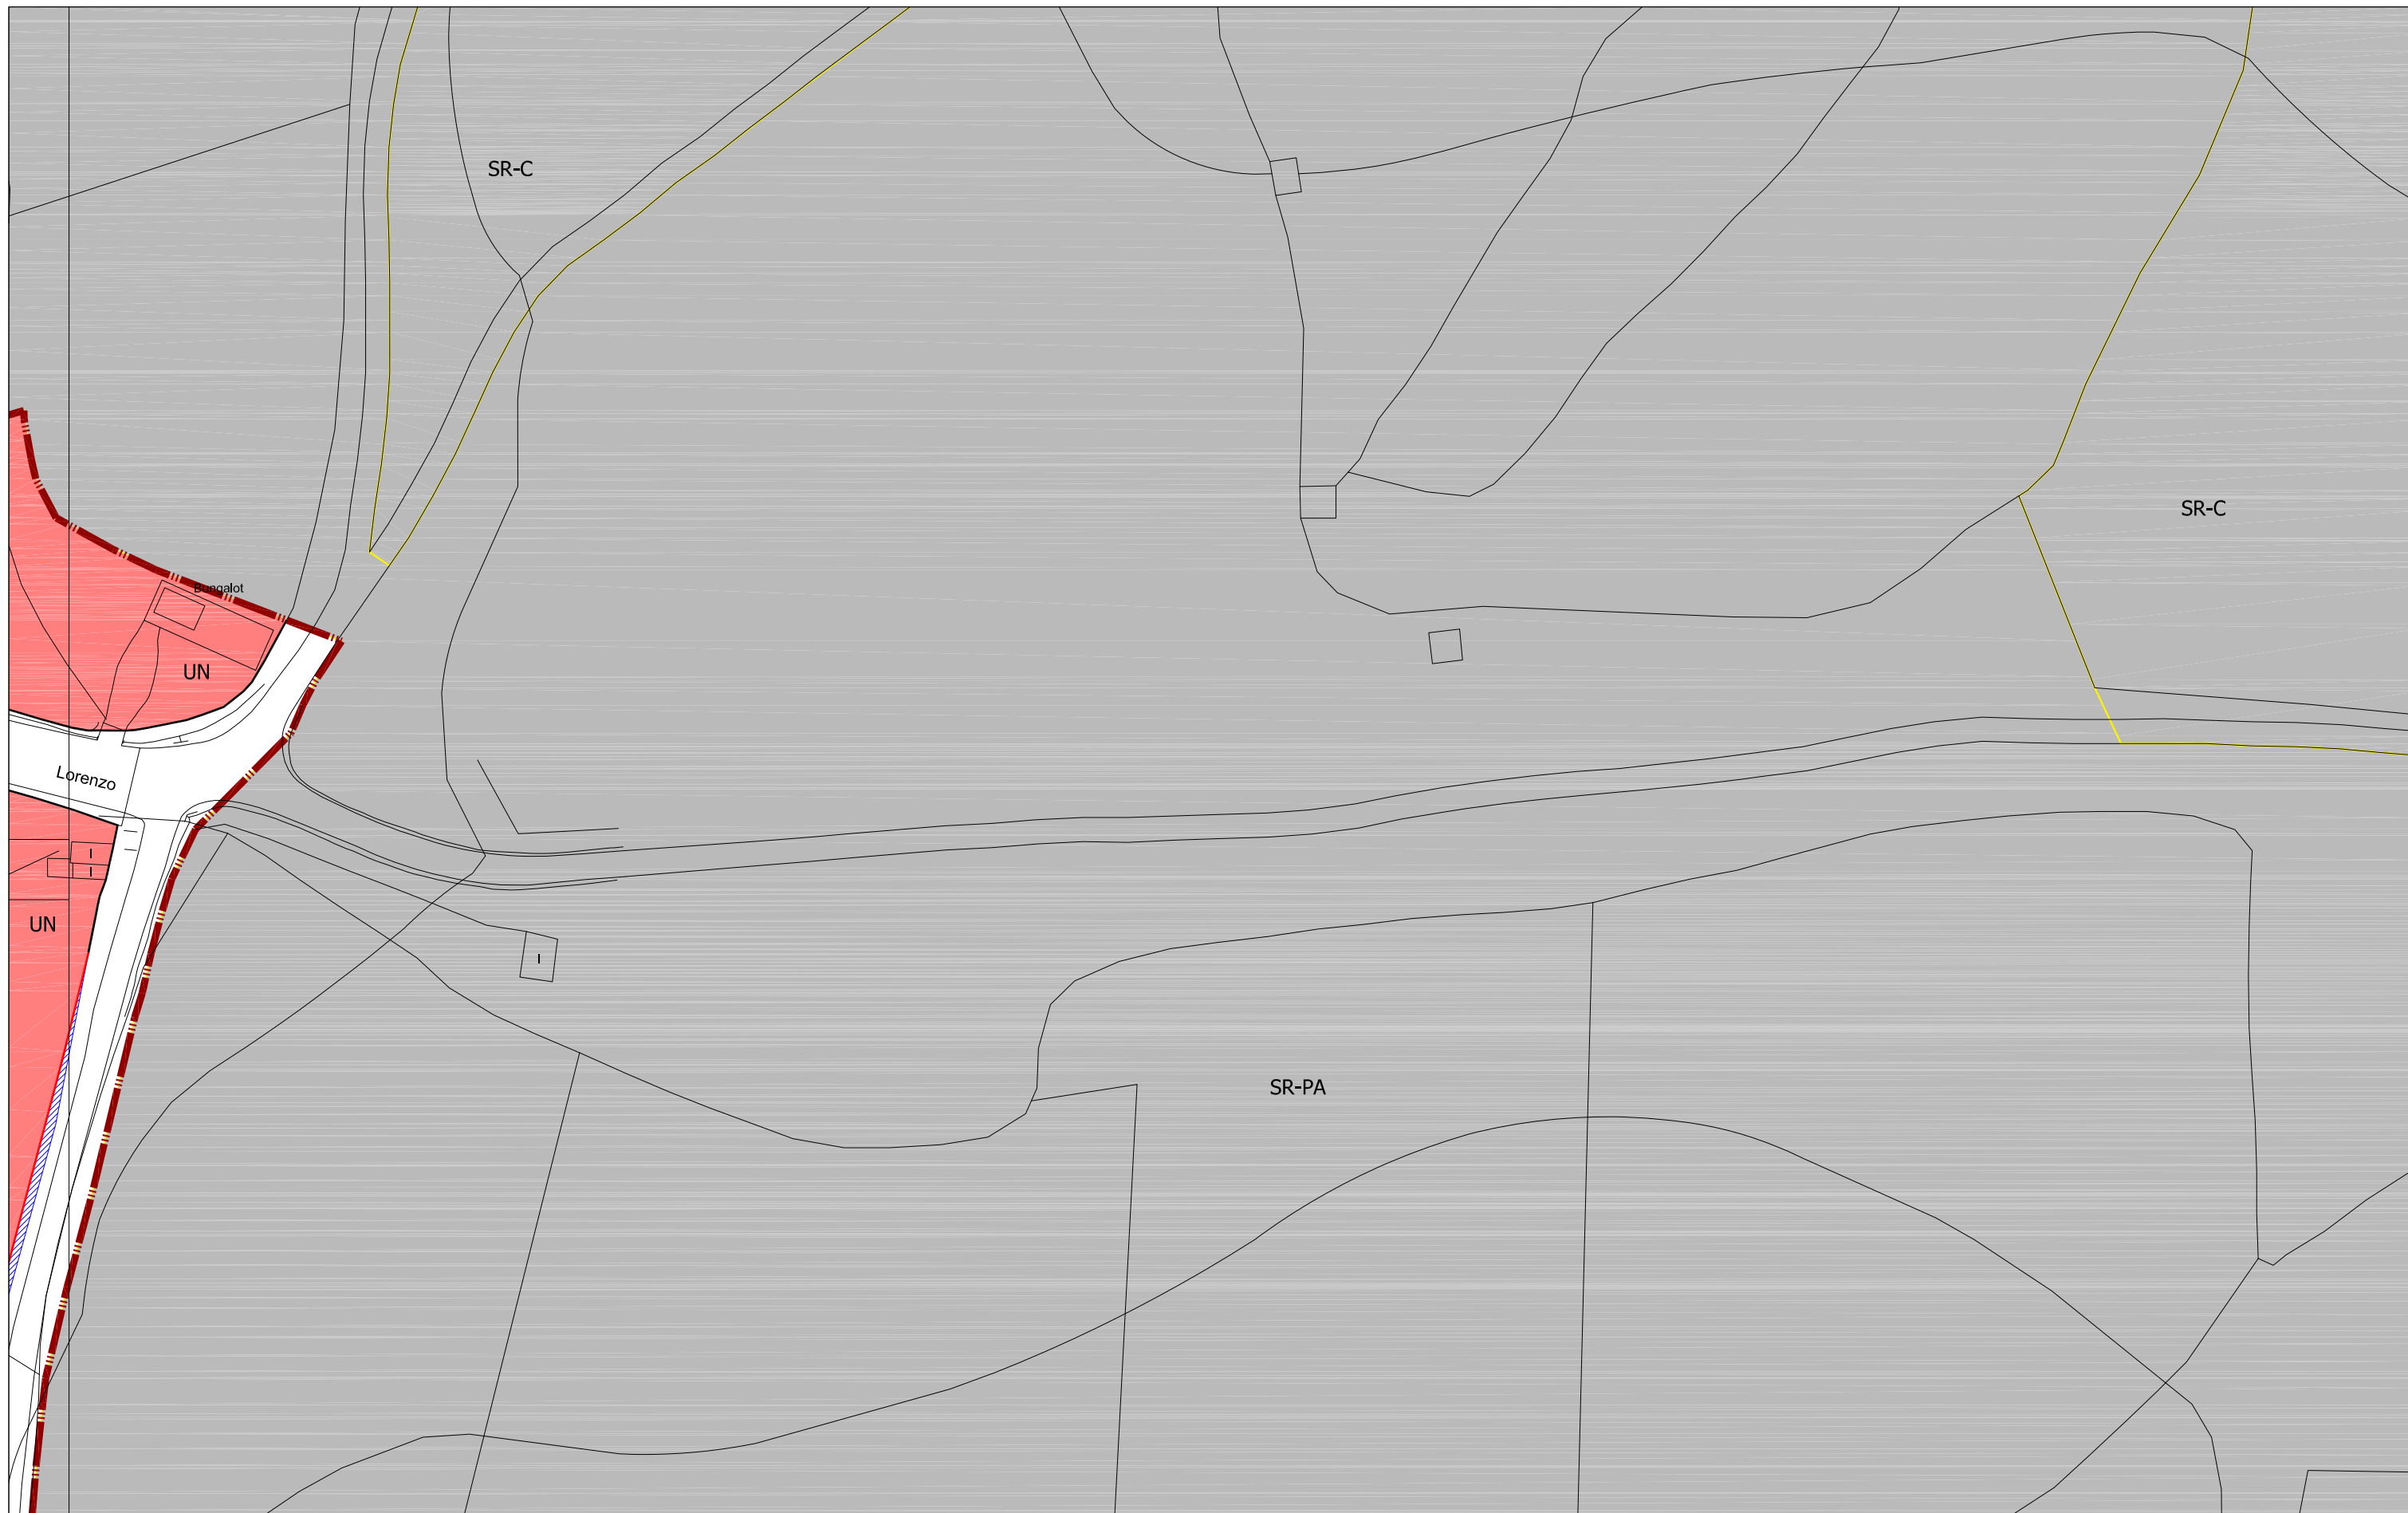 SR-C
SR-C
Bungalot
UN
Lorenzo
I
I
UN
I
SR-PA